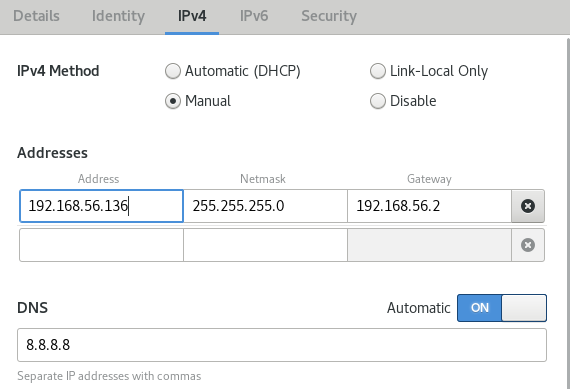 Details Identity IPv4 IPv6 Security
IPv4 Method Automatic (DHCP) Link-Local Only
Manual Disable
Addresses
Address Netmask Gateway
192.168.56.136 255.255.255.0 192.168.56.2
DNS Automatic ON
8.8.8.8
Separate IP addresses with commas